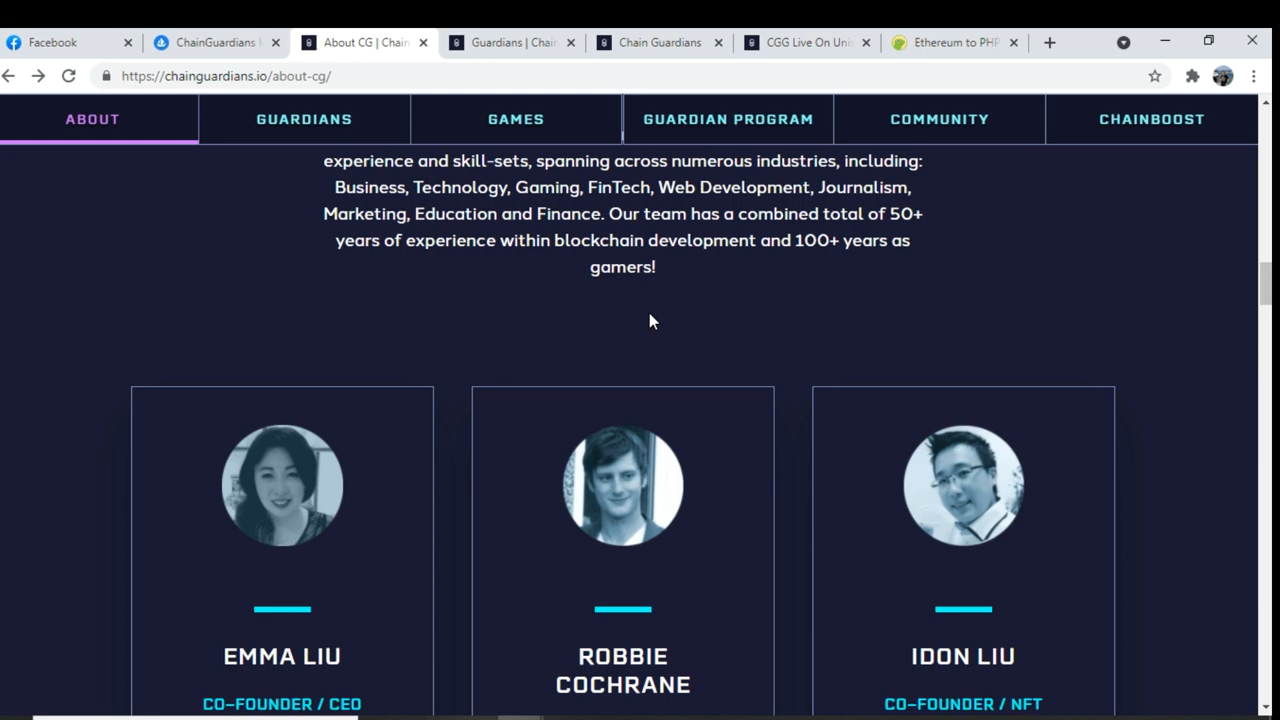 Facebook
ChainGuardians
About CG | Chain
Guardians | Chain
Chain Guardians
CGG Live On Unis
Ethereum to PHP
https://chainguardians.io/about-cg/
ABOUT
GUARDIANS
GAMES
GUARDIAN PROGRAM
COMMUNITY
CHAINBOOST
experience and skill-sets, spanning across numerous industries, including:
Business, Technology, Gaming, FinTech, Web Development, Journalism,
Marketing, Education and Finance. Our team has a combined total of 50+
years of experience within blockchain development and 100+ years as
gamers!
EMMA LIU
CO-FOUNDER / CEO
ROBBIE
COCHRANE
IDON LIU
CO-FOUNDER / NFT